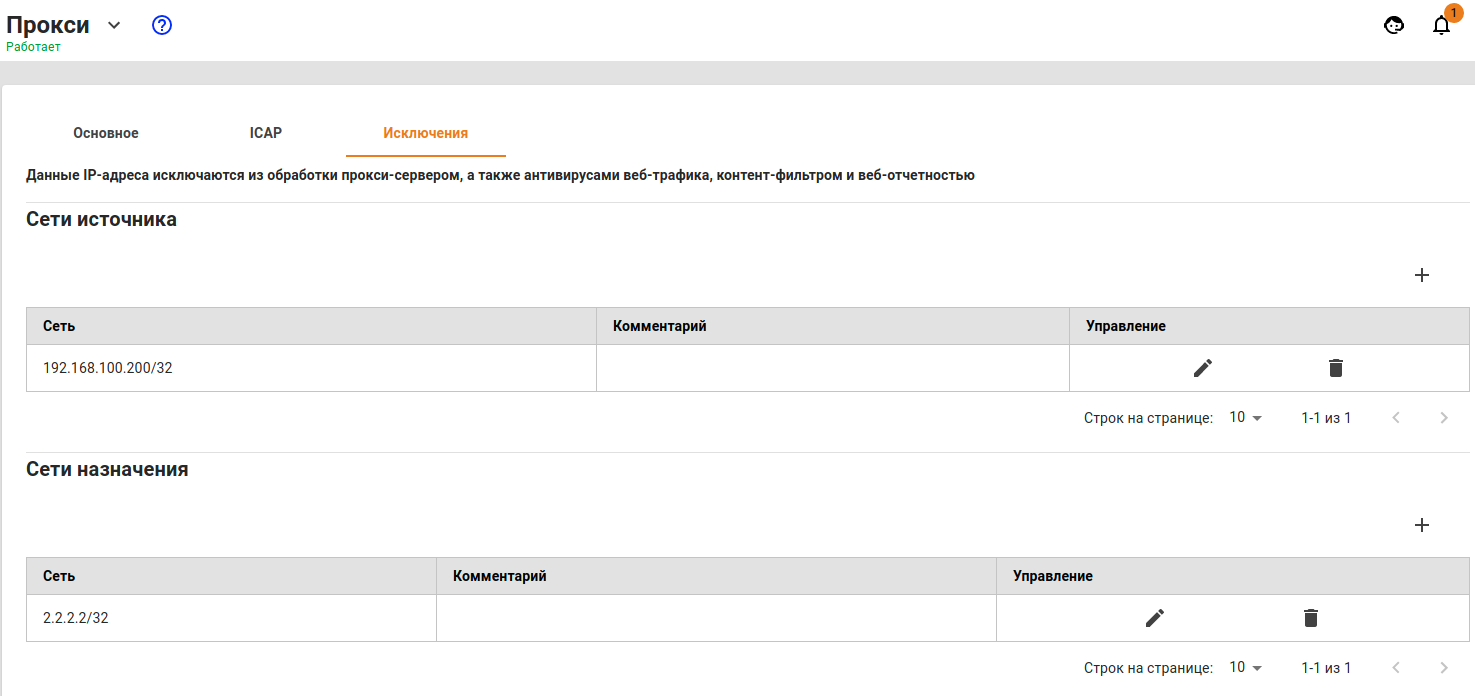 Прокси
?
1
Работает
Основное ICAP Исключения
Данные IP-адреса исключаются из обработки прокси-сервером, а также антивирусами веб-трафика, контент-фильтром и веб-отчетностью
Сети источника
+
Сеть Комментарий Управление
192.168.100.200/32
Строк на странице: 10 1-1 из 1
Сети назначения
+
Сеть Комментарий Управление
2.2.2.2/32
Строк на странице: 10 1-1 из 1